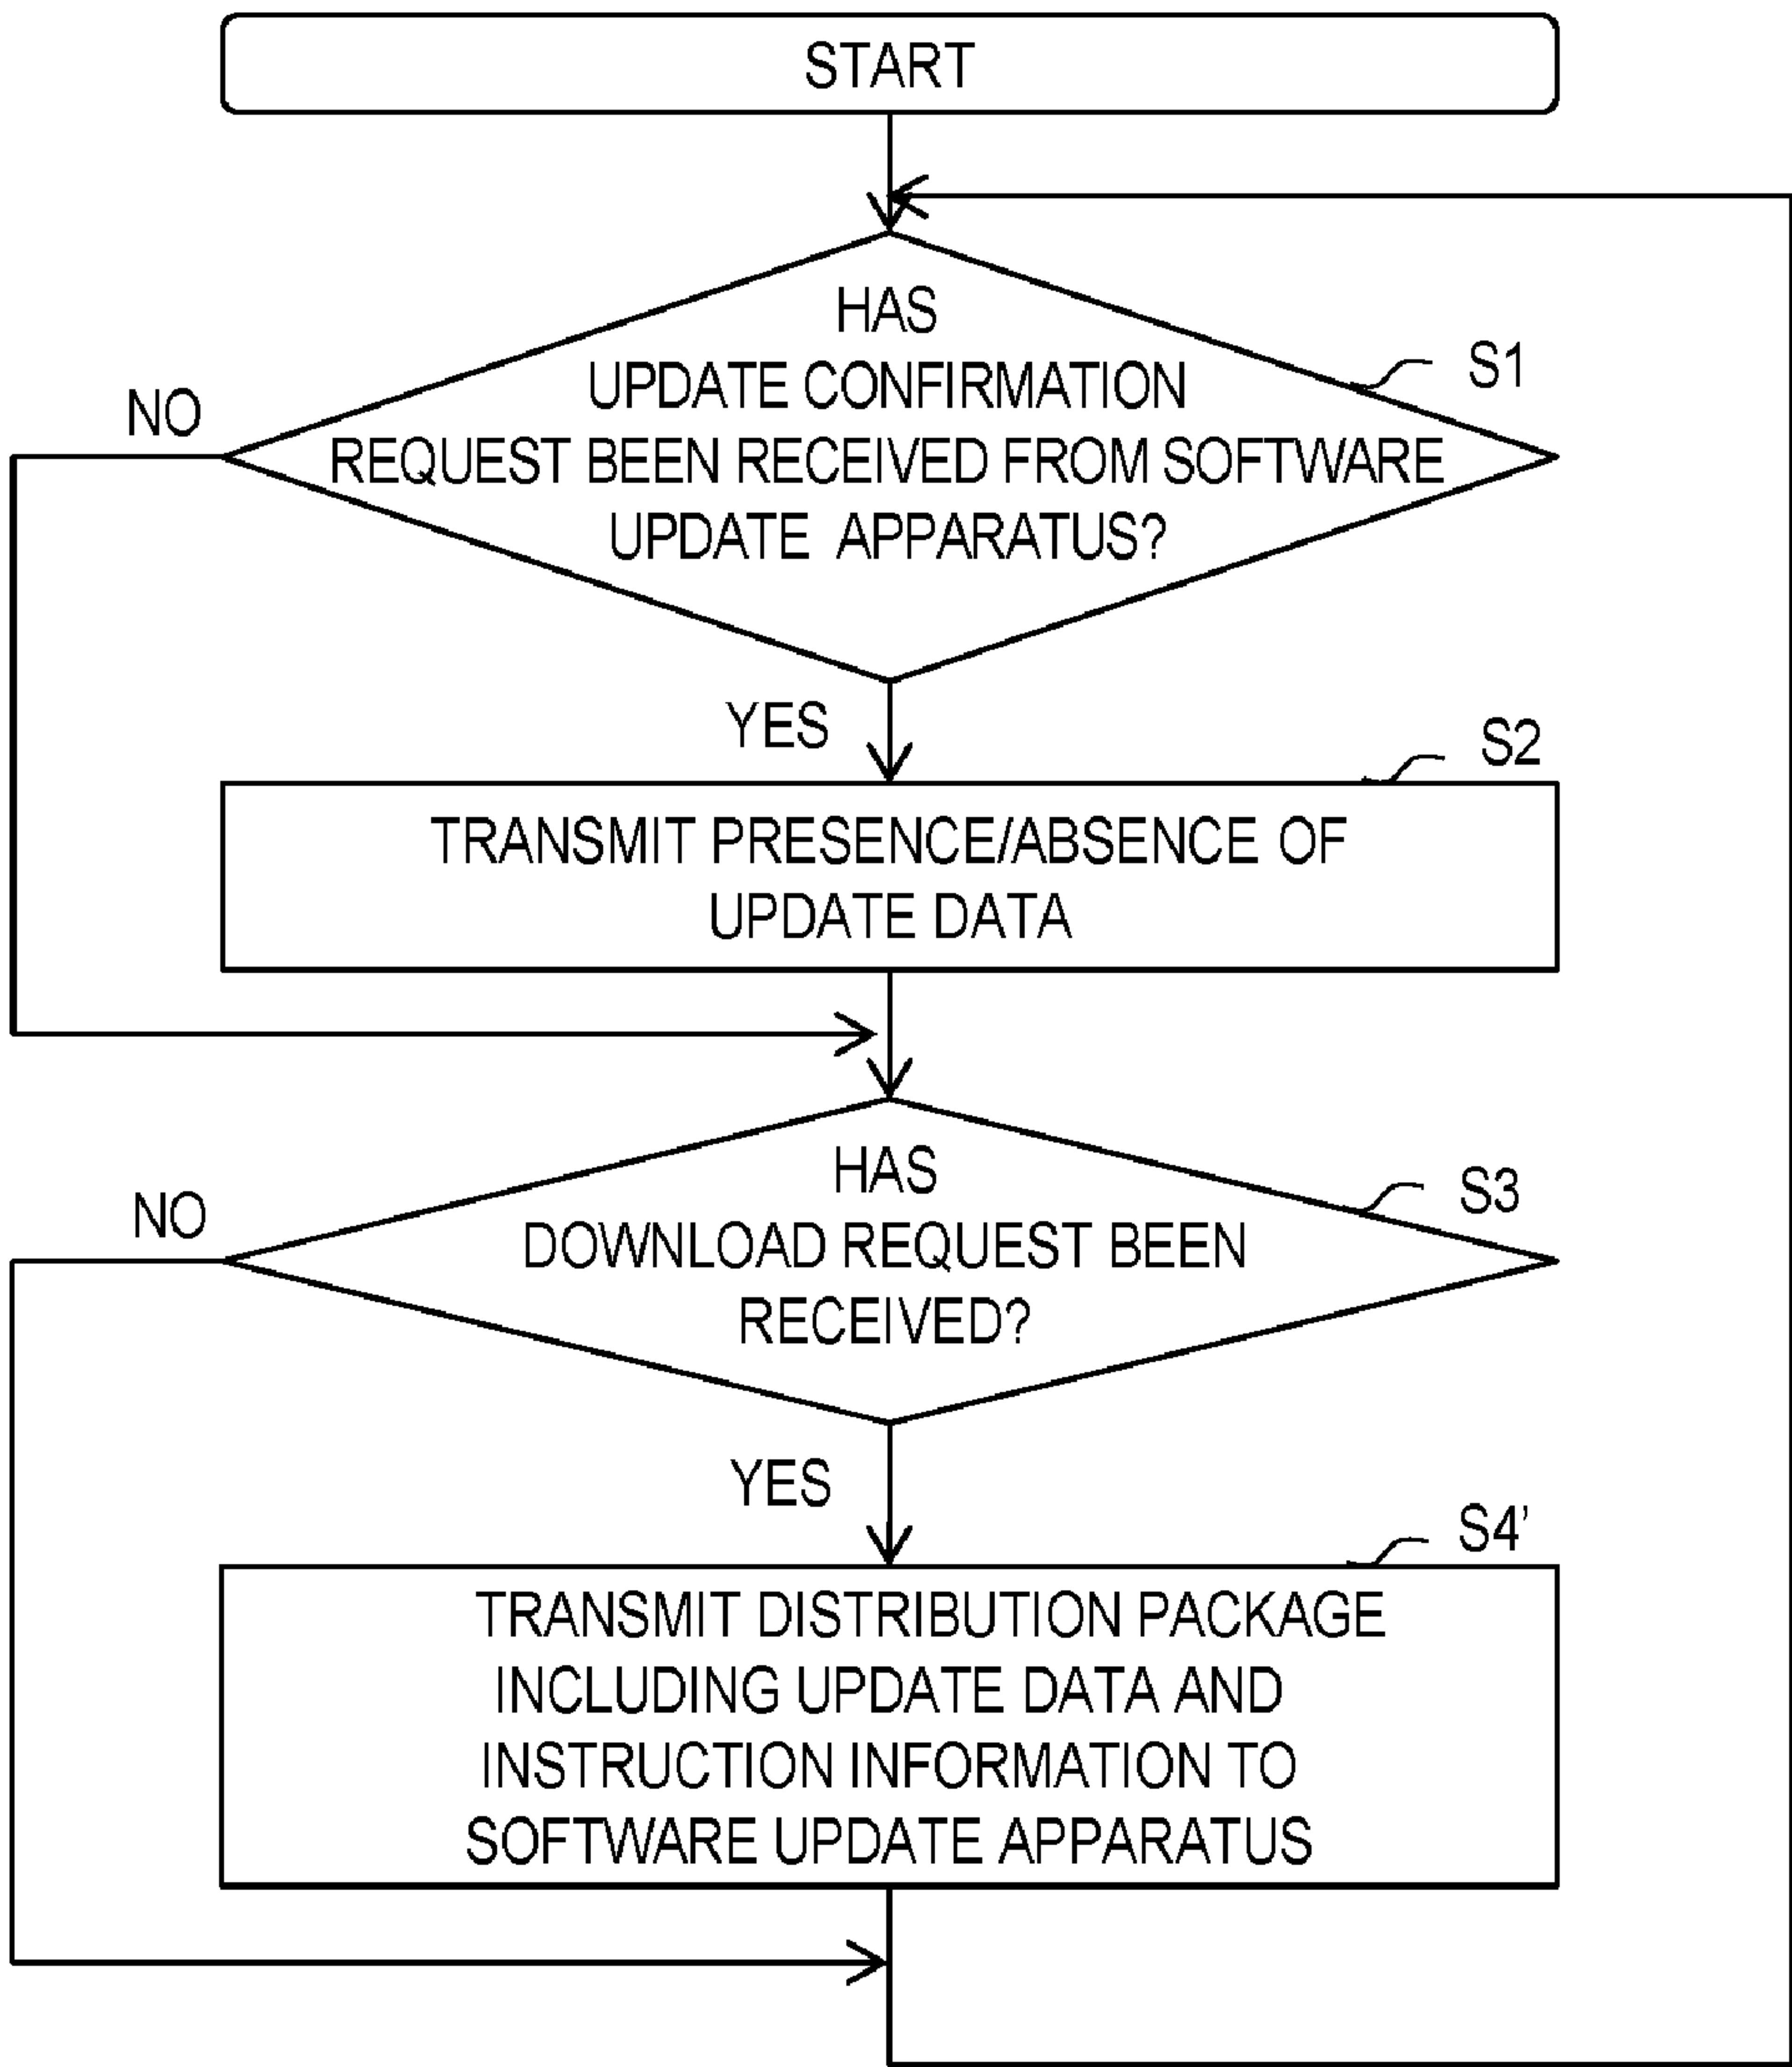 START
HAS
UPDATE CONFIRMATION
REQUEST BEEN RECEIVED FROM SOFTWARE
UPDATE APPARATUS?
S1
NO
YES
S2
TRANSMIT PRESENCE/ABSENCE OF
UPDATE DATA
HAS
DOWNLOAD REQUEST BEEN
RECEIVED?
S3
NO
YES
S4’
TRANSMIT DISTRIBUTION PACKAGE
INCLUDING UPDATE DATA AND
INSTRUCTION INFORMATION TO
SOFTWARE UPDATE APPARATUS